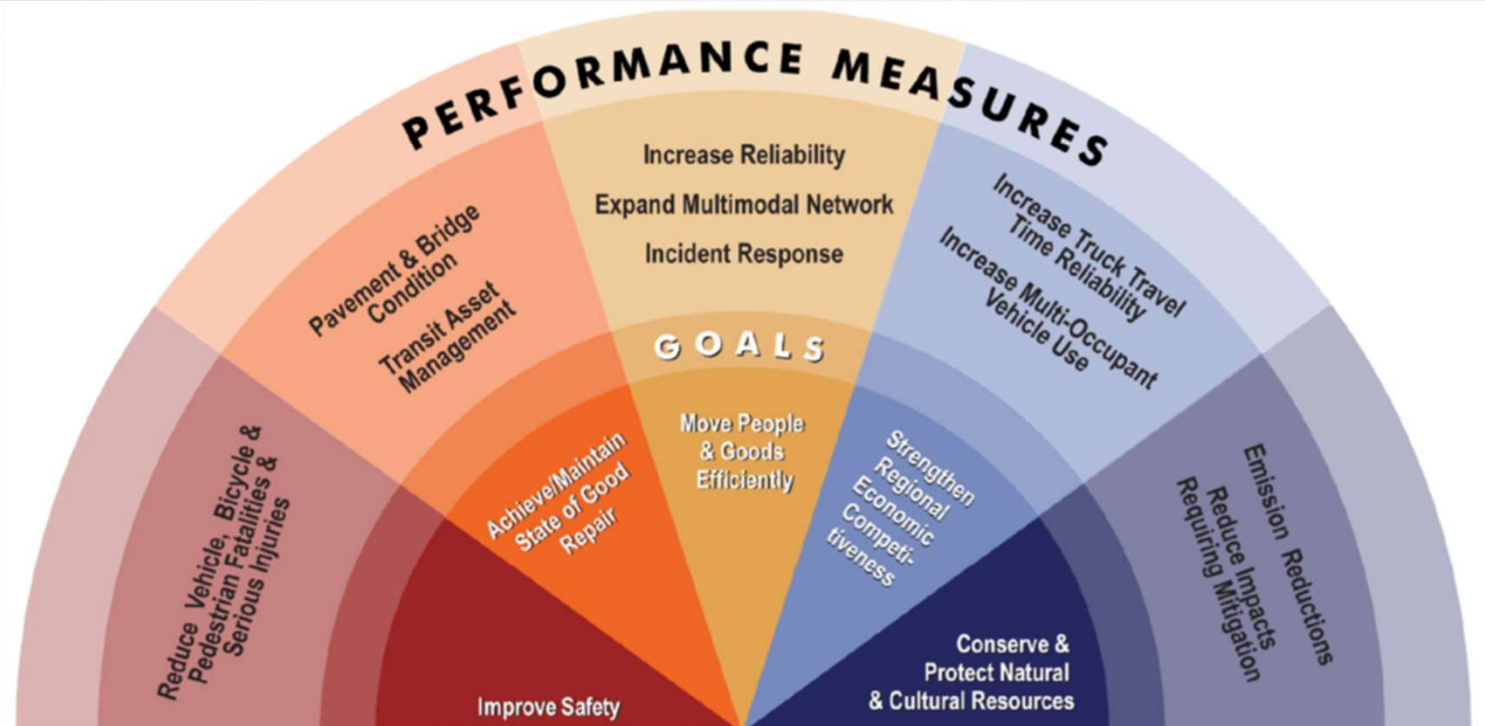 PERFORMANCE MEASURES
Reduce Vehicle, Bicycle &
Pedestrian Fatalities &
Serious Injuries
Pavement & Bridge
Condition
Transit Asset
Management
Increase Reliability
Expand Multimodal Network
Incident Response
Increase Truck Travel
Time Reliability
Increase Multi-Occupant
Vehicle Use
Emission Reductions
Reduce Impacts
Requiring Mitigation
GOALS
Improve Safety
Achieve/Maintain
State of Good
Repair
Move People
& Goods
Efficiently
Strengthen
Regional
Economic
Competi-
tiveness
Conserve &
Protect Natural
& Cultural Resources